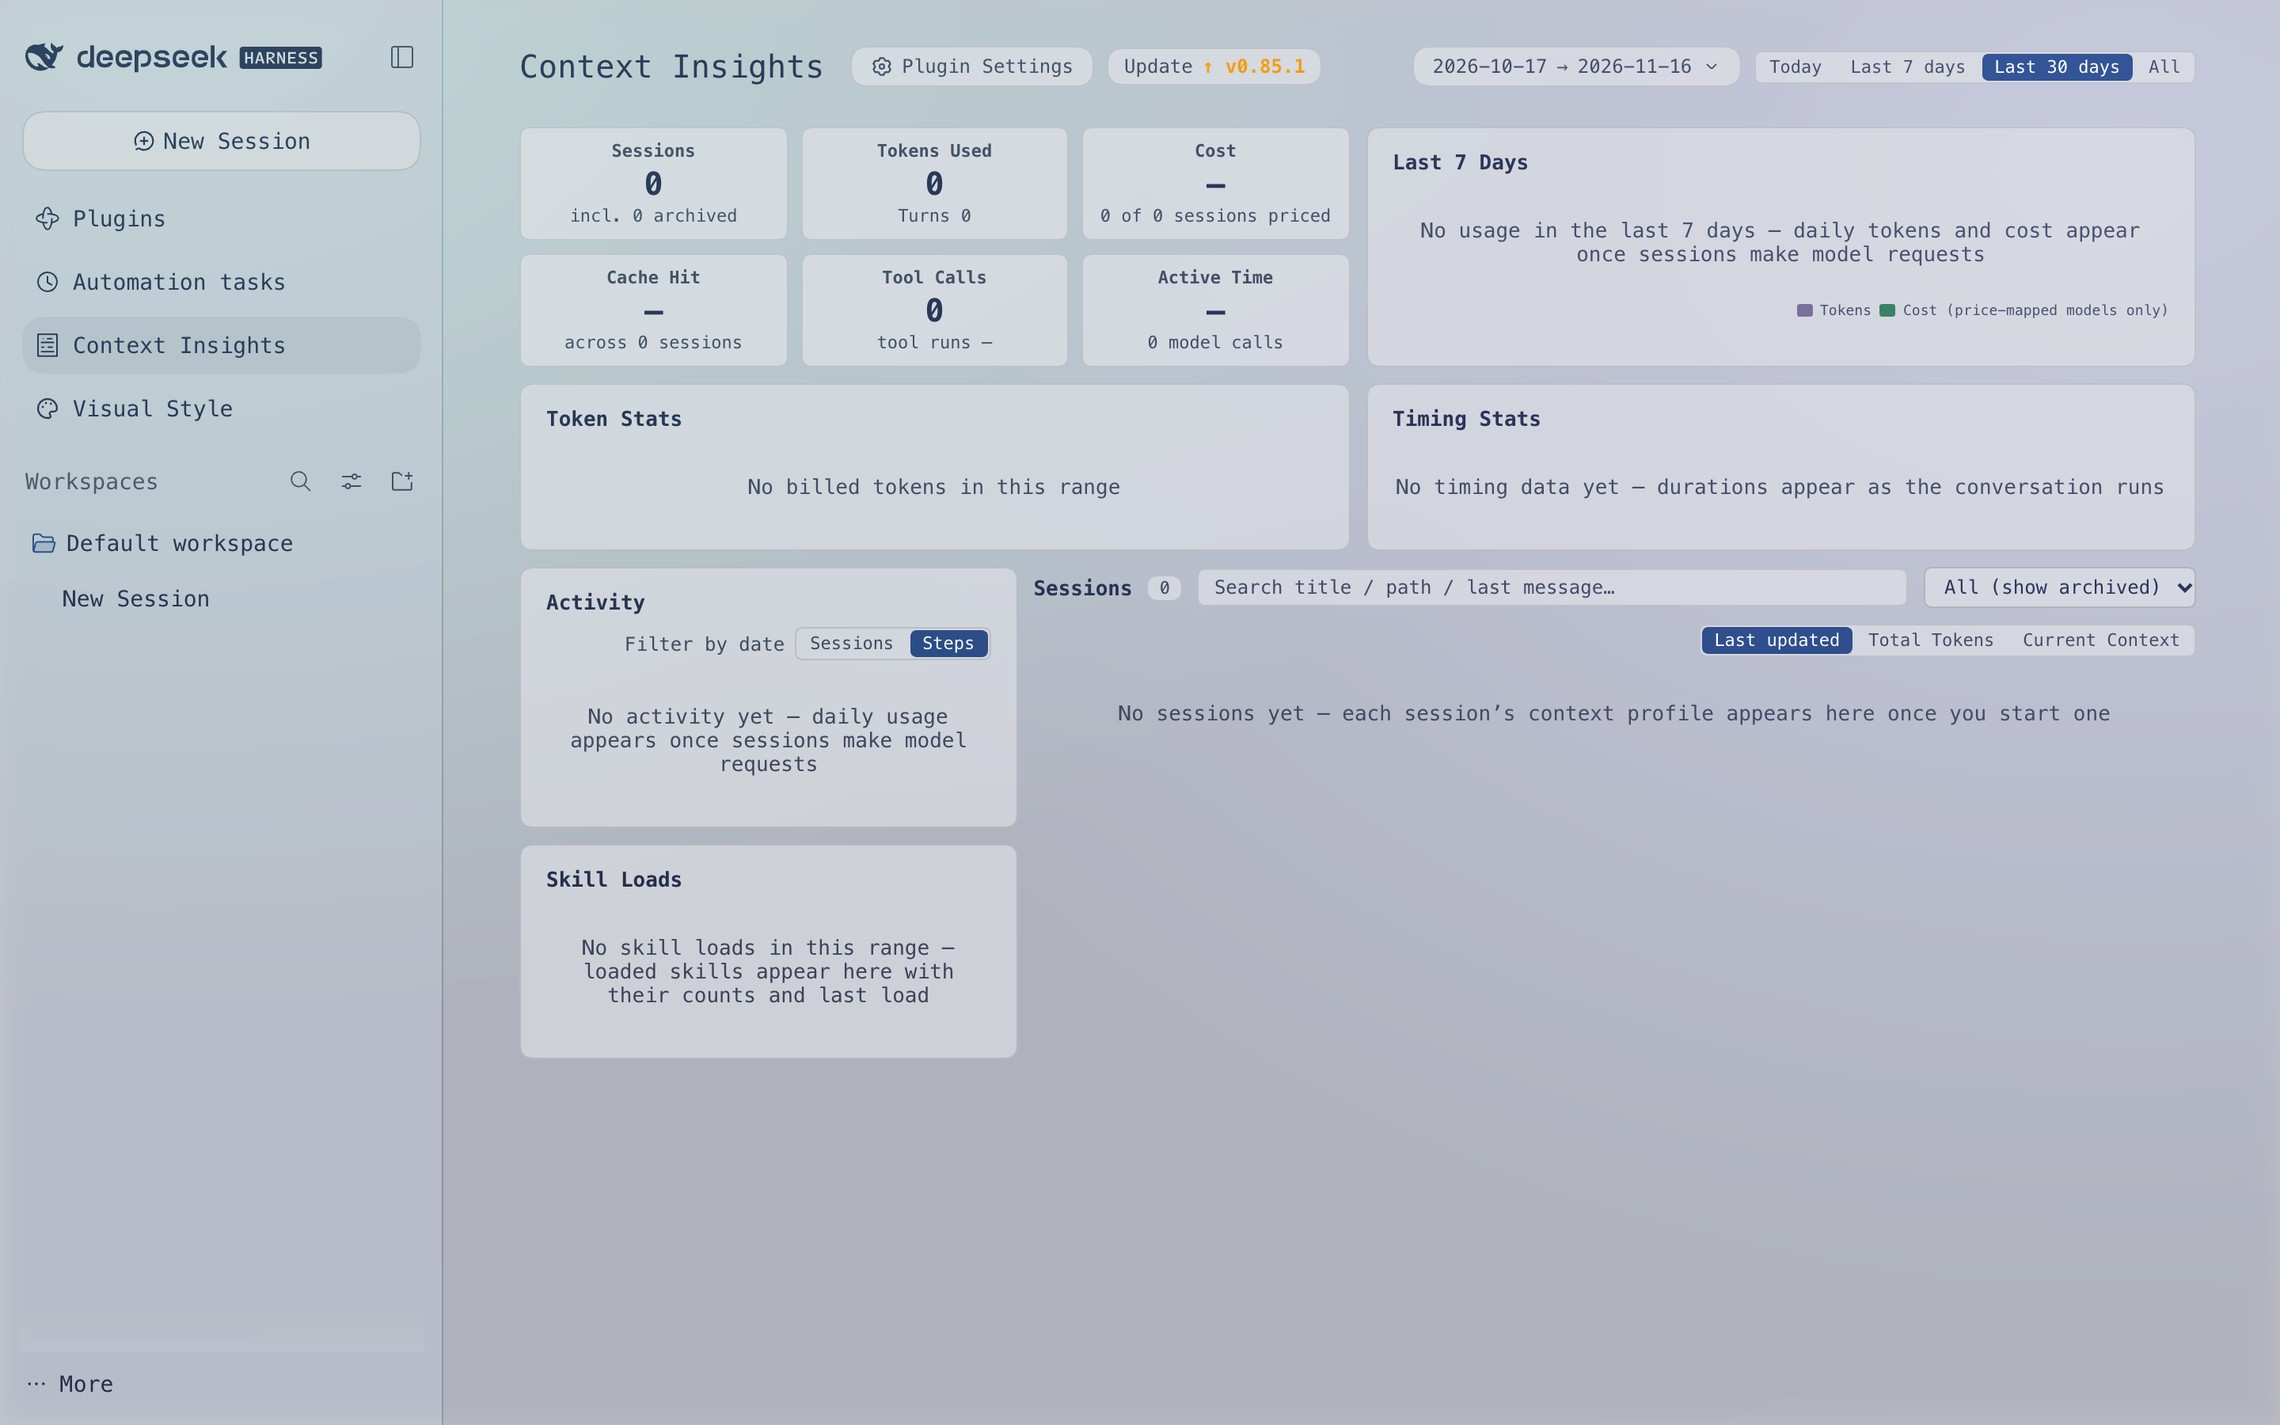 deepseek HARNESS
New Session
Plugins
Automation tasks
Context Insights
Visual Style
Workspaces
Default workspace
New Session
··· More
Context Insights
Plugin Settings
Update ↑ v0.85.1
2026-10-17 → 2026-11-16
Today
Last 7 days
Last 30 days
All
Sessions
0
incl. 0 archived
Tokens Used
0
Turns 0
Cost
—
0 of 0 sessions priced
Cache Hit
—
across 0 sessions
Tool Calls
0
tool runs —
Active Time
—
0 model calls
Last 7 Days
No usage in the last 7 days — daily tokens and cost appear
once sessions make model requests
Tokens
Cost (price-mapped models only)
Token Stats
No billed tokens in this range
Timing Stats
No timing data yet — durations appear as the conversation runs
Activity
Filter by date
Sessions
Steps
No activity yet — daily usage
appears once sessions make model
requests
Skill Loads
No skill loads in this range —
loaded skills appear here with
their counts and last load
Sessions 0
Search title / path / last message…
All (show archived)
Last updated
Total Tokens
Current Context
No sessions yet — each session’s context profile appears here once you start one